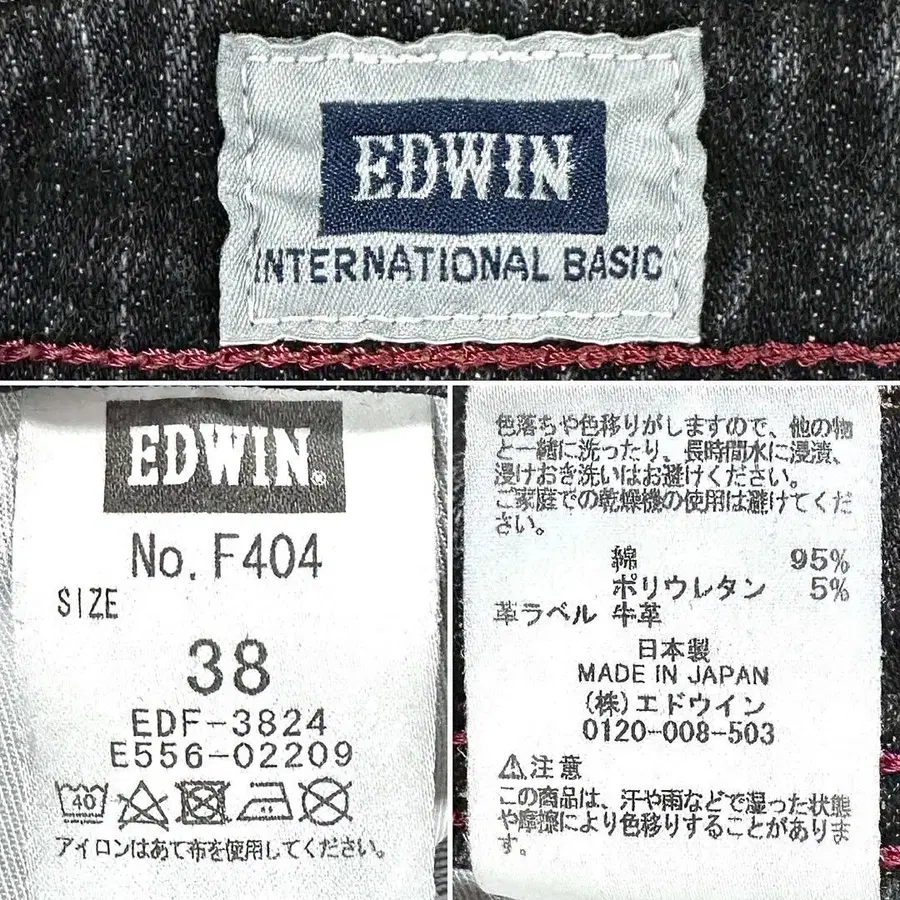 EDWIN
INTERNATIONAL BASIC
EDWIN®
No. F404
SIZE
38
EDF-3824
E556-02209
40
アイロンはあて布を使用してください。
色落ちや色移りがしますので、他の物
と一緒に洗ったり、長時間水に浸漬、
浸けおき洗いはお避けください。
ご家庭での乾燥機の使用は避けてくだ
さい。
綿 95%
ポリウレタン 5%
革ラベル 牛革
日本製
MADE IN JAPAN
(株)エドウイン
0120-008-503
⚠注意
この商品は、汗や雨などで湿った状態
や摩擦により色移りすることがありま
す。